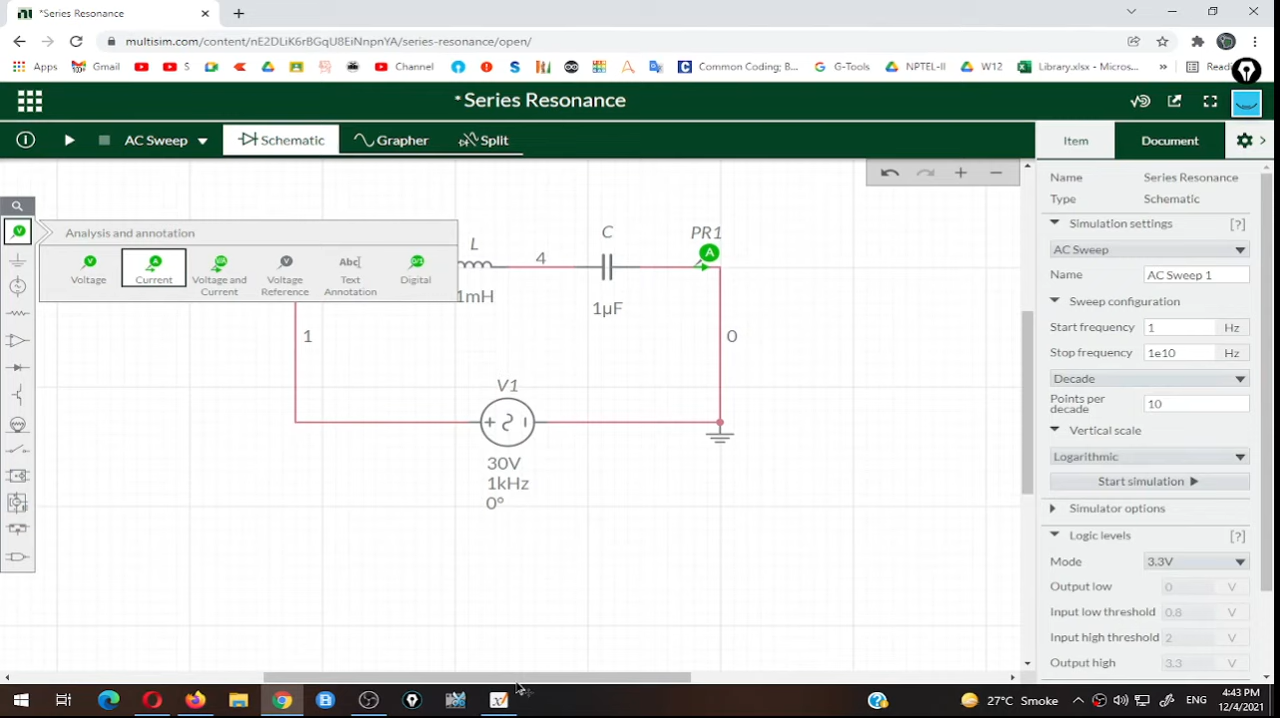 *Series Resonance
multisim.com/content/nE2DLiK6rBGqU8EiNnpnYA/series-resonance/open/
Apps Gmail S Channel Common Coding; B... G-Tools NPTEL-II W12 Library.xlsx - Micros... »
*Series Resonance
AC Sweep Schematic Grapher Split Item Document
Analysis and annotation
Voltage Current Voltage and Current Voltage Reference Text Annotation Digital
Abc
L
1mH
4
C
1µF
PR1
A
1
0
V1
30V
1kHz
0°
Name Series Resonance
Type Schematic
Simulation settings [?]
AC Sweep
Name AC Sweep 1
Sweep configuration
Start frequency 1 Hz
Stop frequency 1e10 Hz
Decade
Points per
decade 10
Vertical scale
Logarithmic
Start simulation
Simulator options
Logic levels [?]
Mode 3.3V
Output low 0 V
Input low threshold 0.8 V
Input high threshold 2 V
Output high 3.3 V
27°C Smoke ENG 4:43 PM
12/4/2021